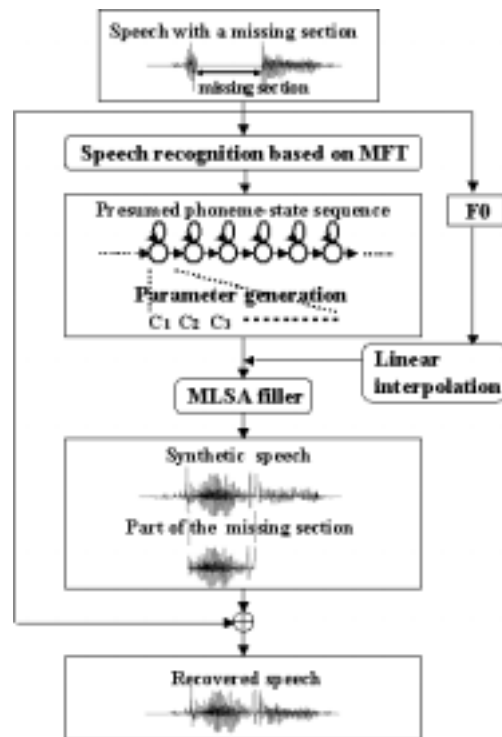 Speech with a missing section
missing section
Speech recognition based on MFT
Presumed phoneme-state sequence
F0
Parameter generation
C1 C2 C3
Linear
interpolation
MLSA filler
Synthetic speech
Part of the missing section
Recovered speech